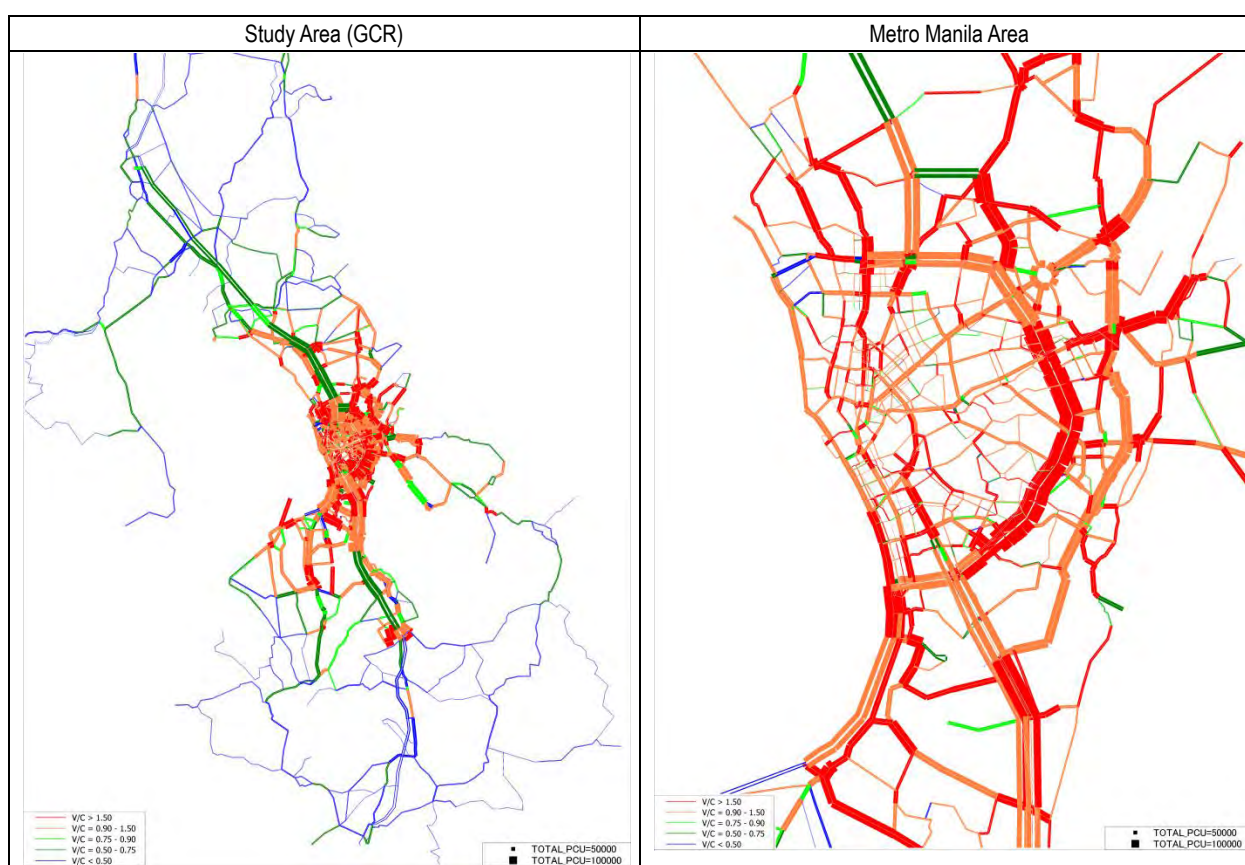 Study Area (GCR)
Metro Manila Area
V/C > 1.50
V/C = 0.90 - 1.50
V/C = 0.75 - 0.90
V/C = 0.50 - 0.75
V/C < 0.50
TOTAL_PCU=50000
TOTAL_PCU=100000
V/C > 1.50
V/C = 0.90 - 1.50
V/C = 0.75 - 0.90
V/C = 0.50 - 0.75
V/C < 0.50
TOTAL_PCU=50000
TOTAL_PCU=100000